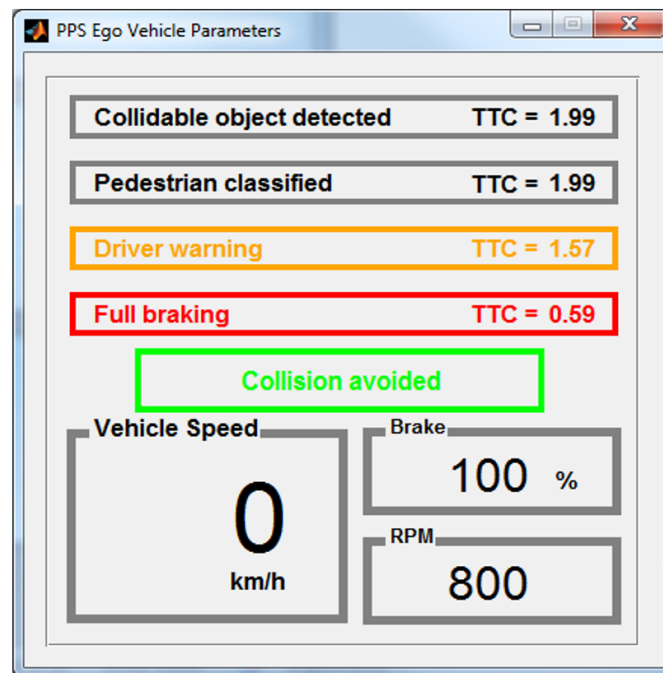 PPS Ego Vehicle Parameters
Collidable object detected TTC = 1.99
Pedestrian classified TTC = 1.99
Driver warning TTC = 1.57
Full braking TTC = 0.59
Collision avoided
Vehicle Speed
0
km/h
Brake
100 %
RPM
800